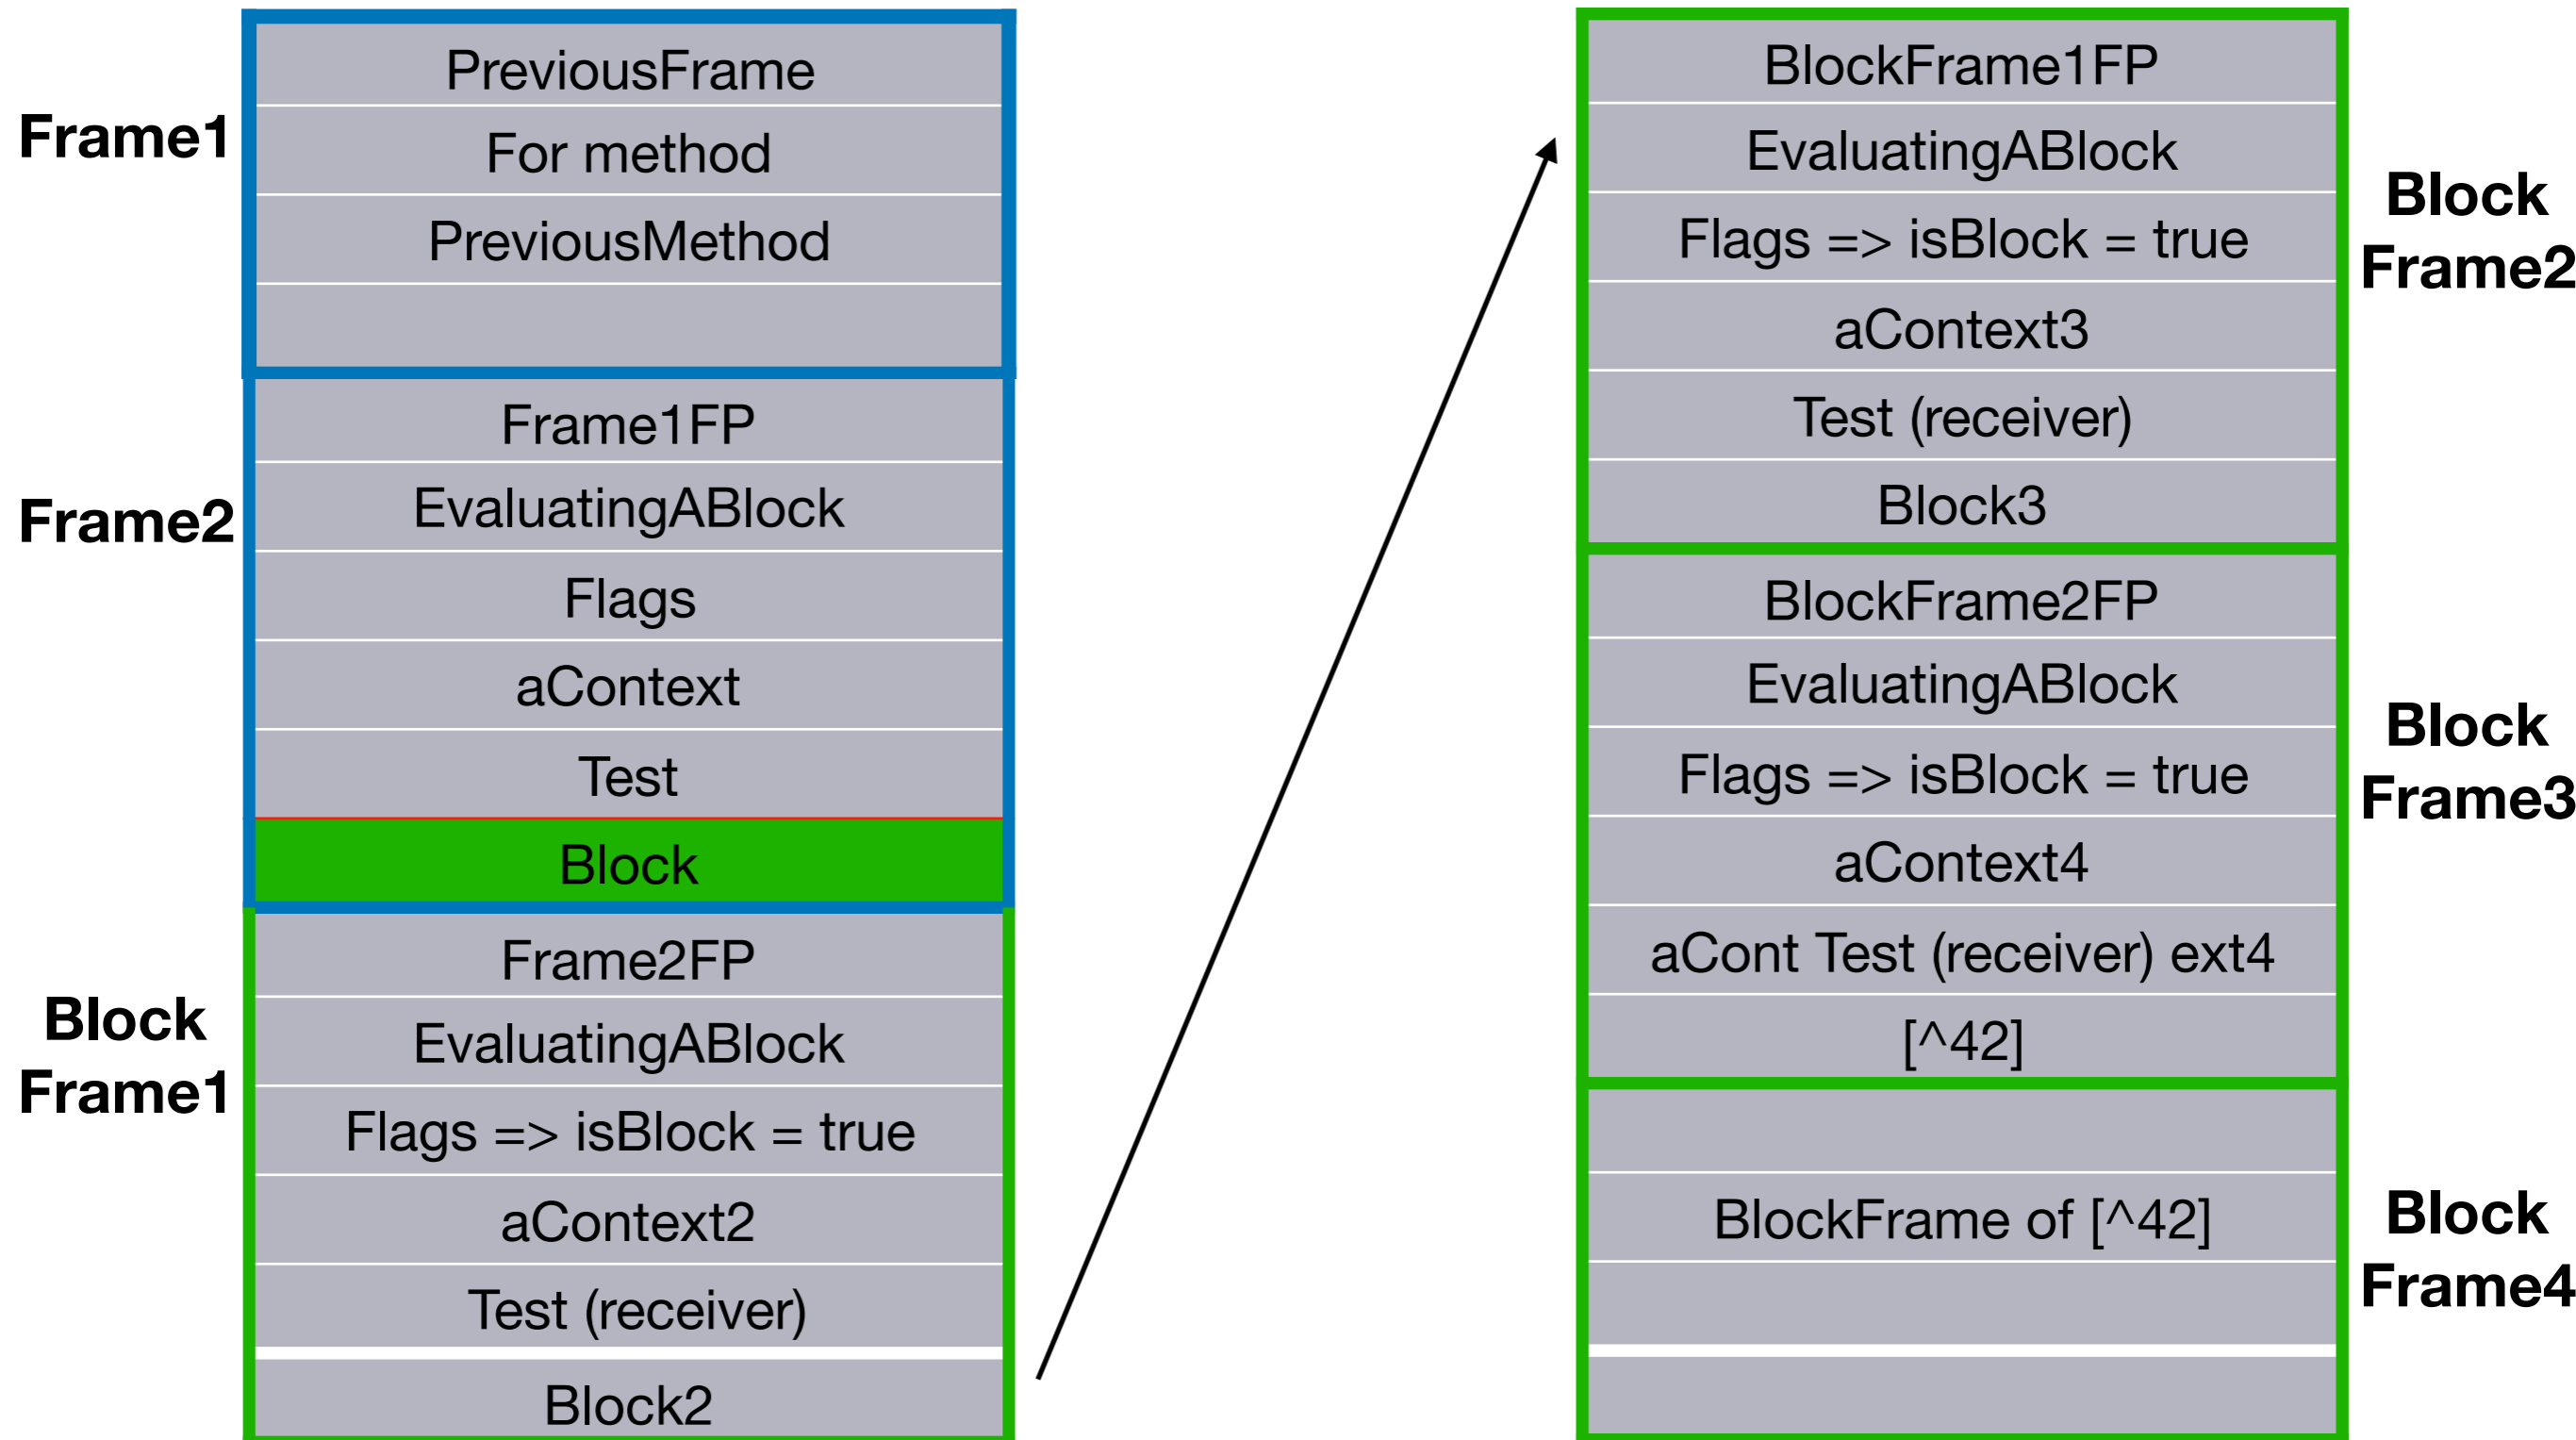 Frame1
PreviousFrame
For method
PreviousMethod
Frame2
Frame1FP
EvaluatingABlock
Flags
aContext
Test
Block
Block
Frame1
Frame2FP
EvaluatingABlock
Flags => isBlock = true
aContext2
Test (receiver)
Block2
BlockFrame1FP
EvaluatingABlock
Flags => isBlock = true
aContext3
Test (receiver)
Block3
Block
Frame2
BlockFrame2FP
EvaluatingABlock
Flags => isBlock = true
aContext4
aCont Test (receiver) ext4
[^42]
Block
Frame3
BlockFrame of [^42]
Block
Frame4